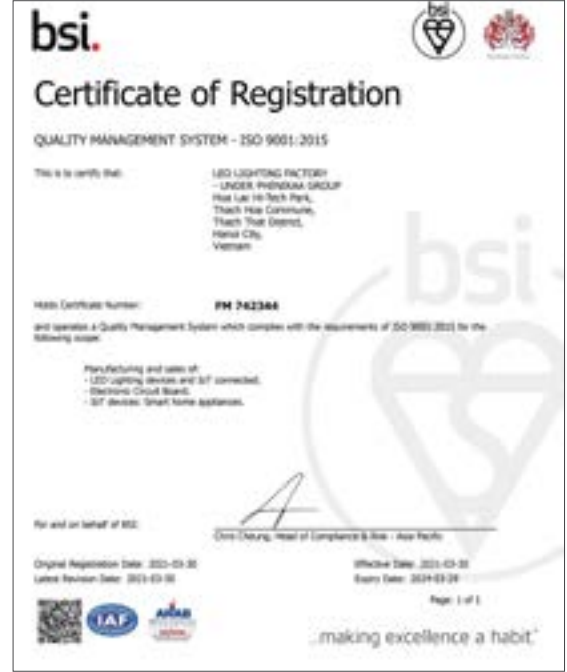 bsi.
Certificate of Registration
QUALITY MANAGEMENT SYSTEM - ISO 9001:2015
This is to certify that:
LED LIGHTING FACTORY
- UNDER PHENIKAA GROUP
Hoa Lac Hi-Tech Park,
Thach Hoa Commune,
Thach That District,
Hanoi City,
Vietnam
bsi
Holds Certificate Number:
FM 742344
and operates a Quality Management System which complies with the requirements of ISO 9001:2015 for the
following scope:
Manufacturing and sales of:
- LED Lighting devices and IoT connected.
- Electronic Circuit Board.
- IoT devices: Smart home appliances.
For and on behalf of BSI:
Chris Cheung, Head of Compliance & Risk - Asia Pacific
Original Registration Date: 2021-03-30
Effective Date: 2021-03-30
Latest Revision Date: 2021-03-30
Expiry Date: 2024-03-29
Page: 1 of 1
IAF
ANAB
...making excellence a habit.